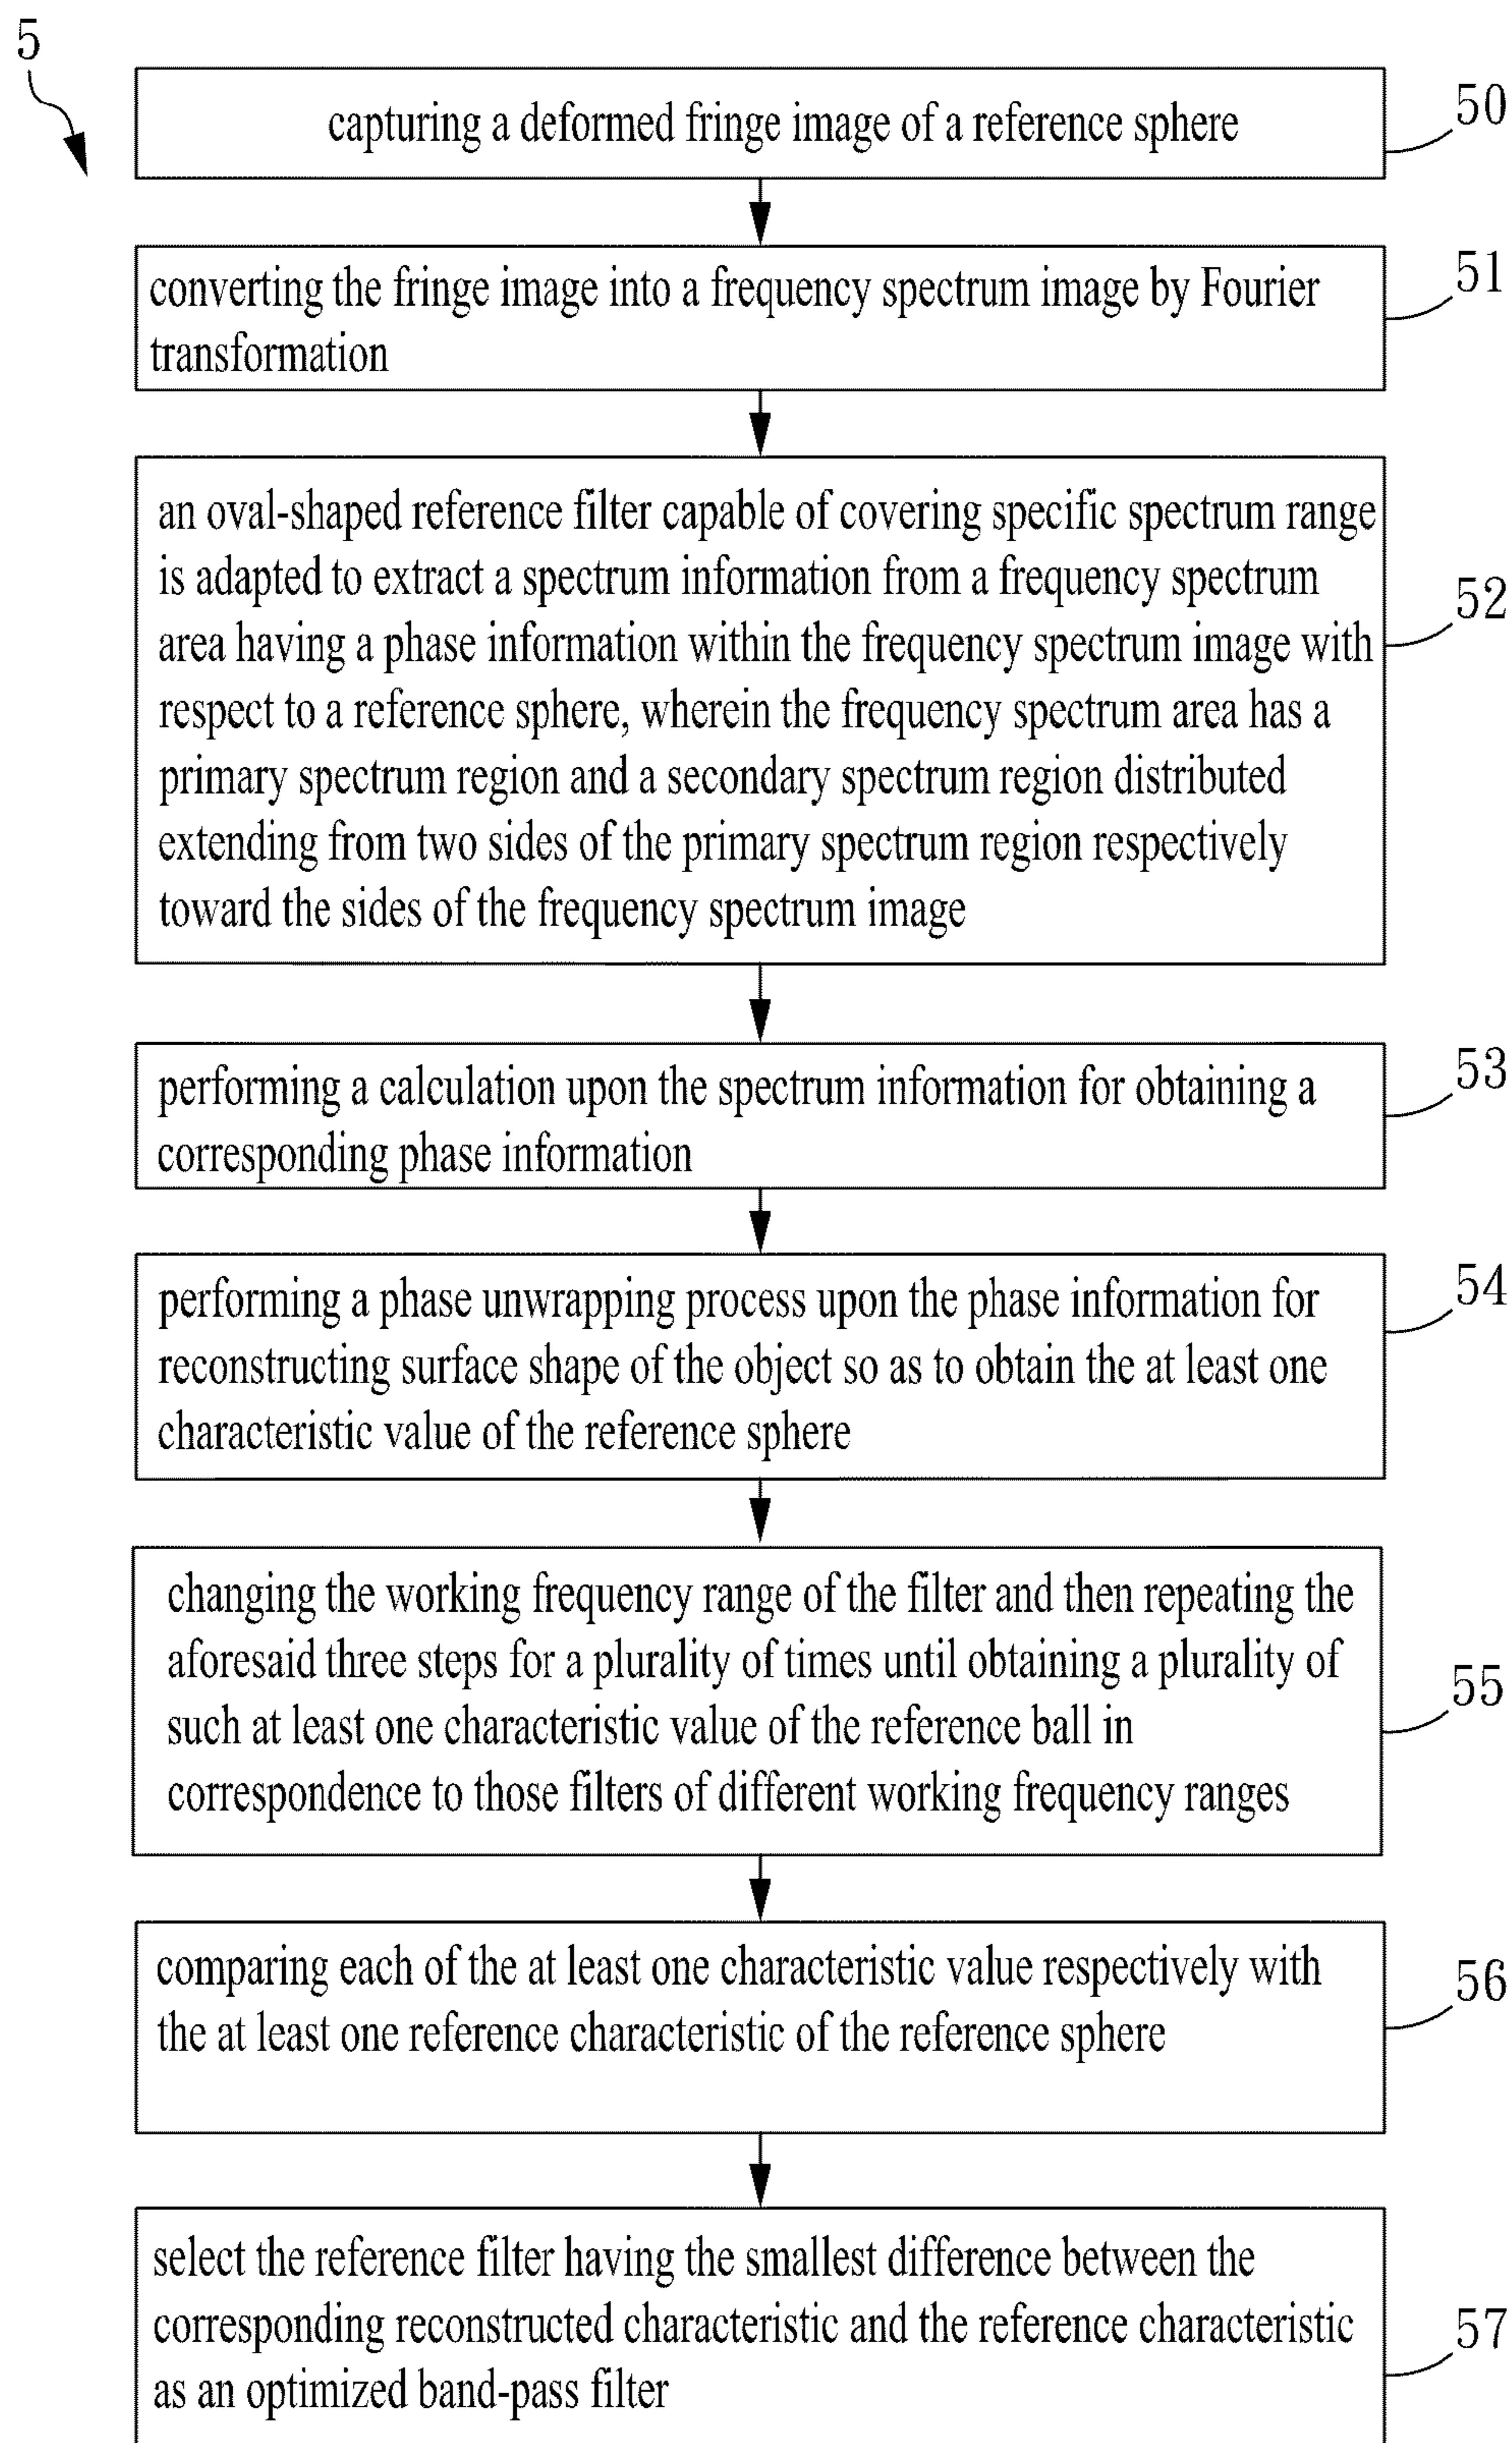 5
capturing a deformed fringe image of a reference sphere
50
converting the fringe image into a frequency spectrum image by Fourier
transformation
51
an oval-shaped reference filter capable of covering specific spectrum range
is adapted to extract a spectrum information from a frequency spectrum
area having a phase information within the frequency spectrum image with
respect to a reference sphere, wherein the frequency spectrum area has a
primary spectrum region and a secondary spectrum region distributed
extending from two sides of the primary spectrum region respectively
toward the sides of the frequency spectrum image
52
performing a calculation upon the spectrum information for obtaining a
corresponding phase information
53
performing a phase unwrapping process upon the phase information for
reconstructing surface shape of the object so as to obtain the at least one
characteristic value of the reference sphere
54
changing the working frequency range of the filter and then repeating the
aforesaid three steps for a plurality of times until obtaining a plurality of
such at least one characteristic value of the reference ball in
correspondence to those filters of different working frequency ranges
55
comparing each of the at least one characteristic value respectively with
the at least one reference characteristic of the reference sphere
56
select the reference filter having the smallest difference between the
corresponding reconstructed characteristic and the reference characteristic
as an optimized band-pass filter
57